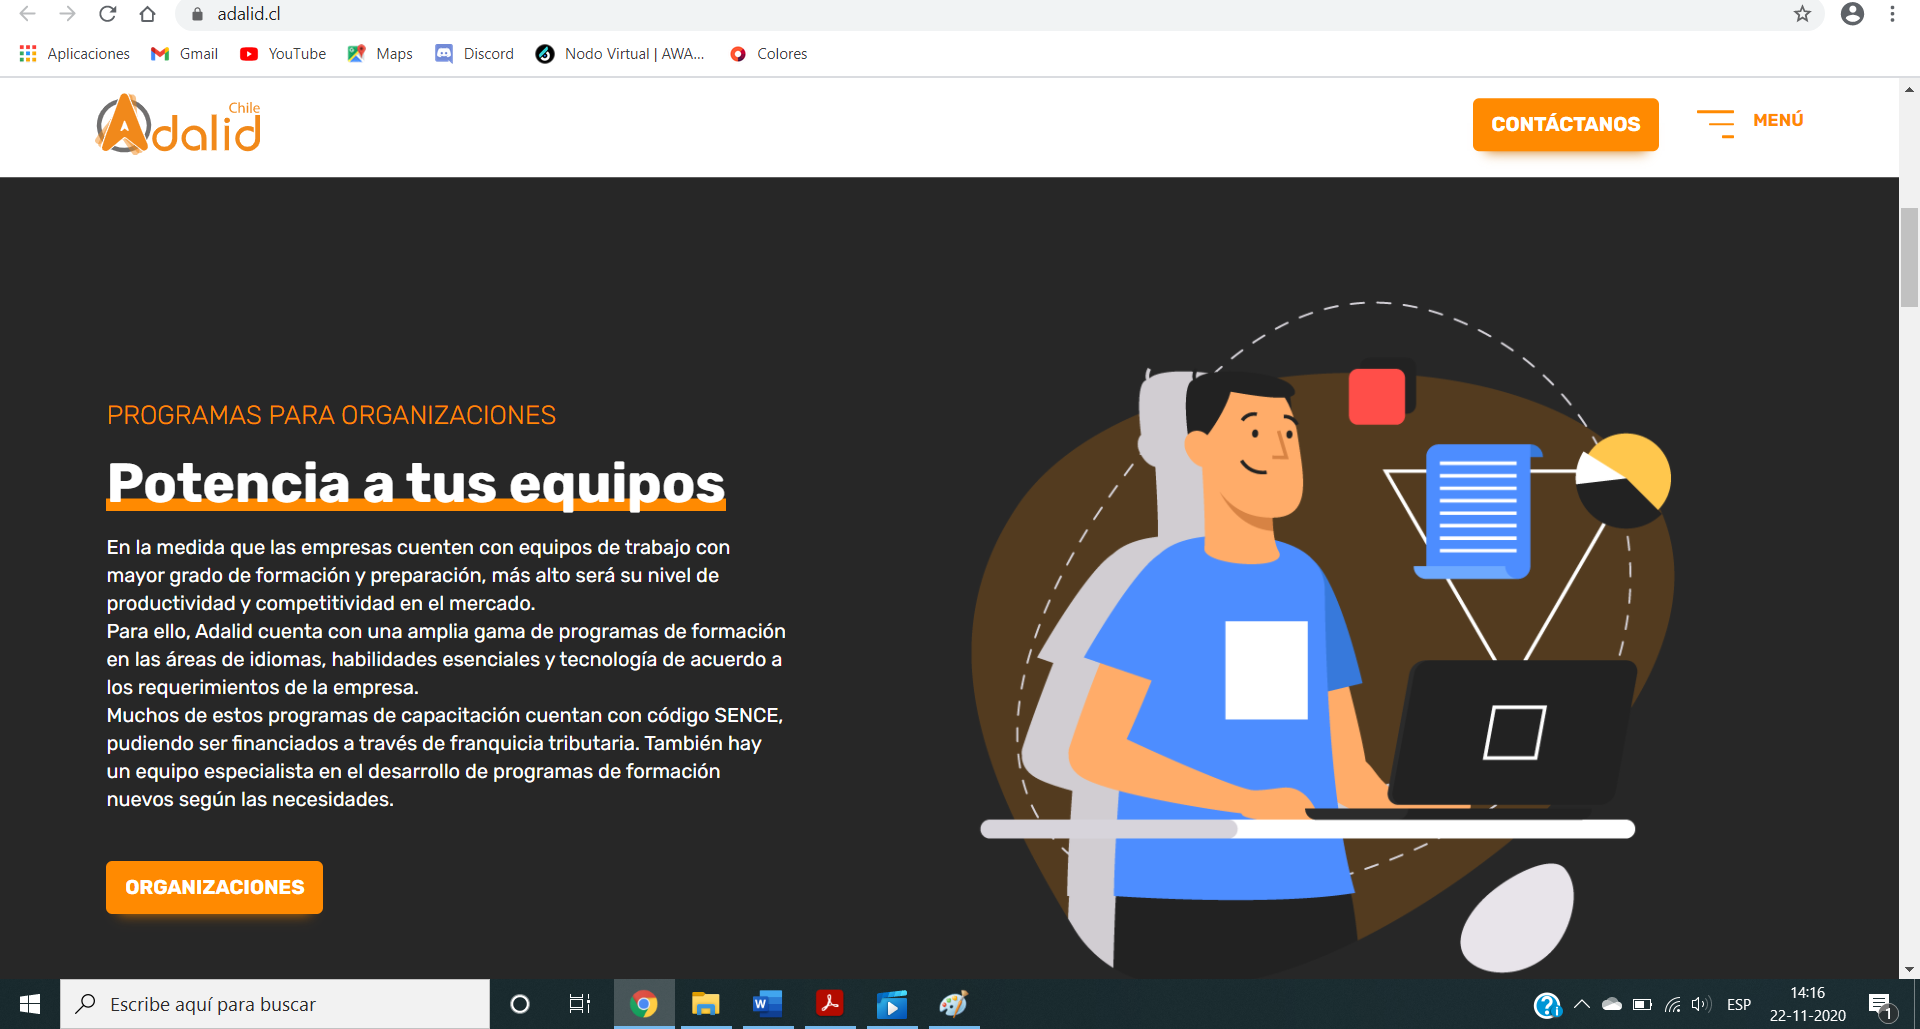 adalid.cl
Aplicaciones Gmail YouTube Maps Discord Nodo Virtual | AWA... Colores
Adalid Chile
CONTÁCTANOS
MENÚ
PROGRAMAS PARA ORGANIZACIONES
Potencia a tus equipos
En la medida que las empresas cuenten con equipos de trabajo con
mayor grado de formación y preparación, más alto será su nivel de
productividad y competitividad en el mercado.
Para ello, Adalid cuenta con una amplia gama de programas de formación
en las áreas de idiomas, habilidades esenciales y tecnología de acuerdo a
los requerimientos de la empresa.
Muchos de estos programas de capacitación cuentan con código SENCE,
pudiendo ser financiados a través de franquicia tributaria. También hay
un equipo especialista en el desarrollo de programas de formación
nuevos según las necesidades.
ORGANIZACIONES
Escribe aquí para buscar
ESP
14:16
22-11-2020
1